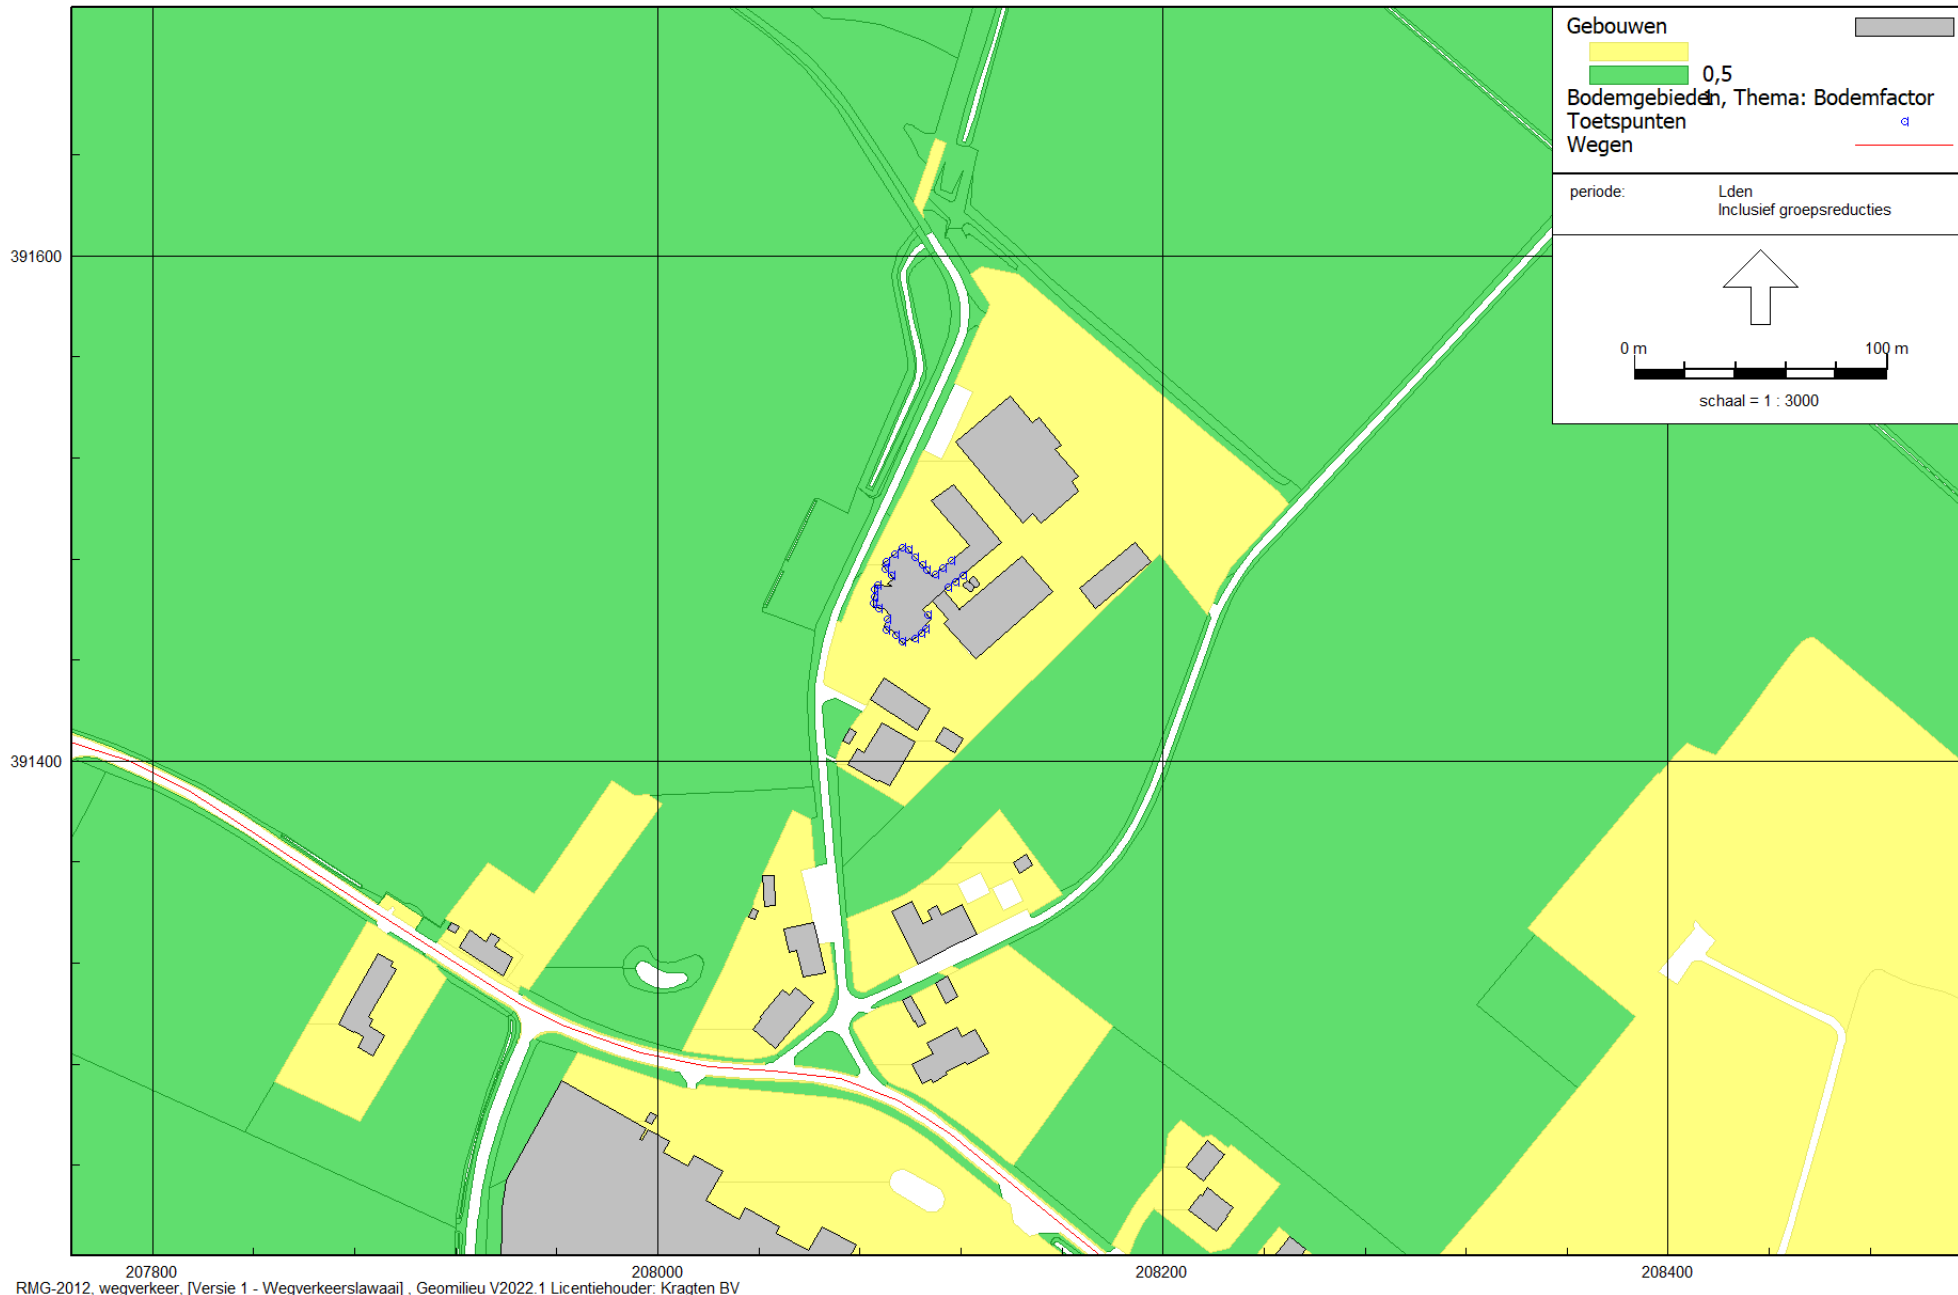 Gebouwen
0,5
1
Bodemgebieden, Thema: Bodemfactor
Toetspunten
Wegen
periode: Lden
Inclusief groepsreducties
0 m 100 m
schaal = 1 : 3000
391600
391400
207800 208000 208200 208400
RMG-2012, wegverkeer, [Versie 1 - Wegverkeerslawaai] , Geomilieu V2022.1 Licentiehouder: Kragten BV